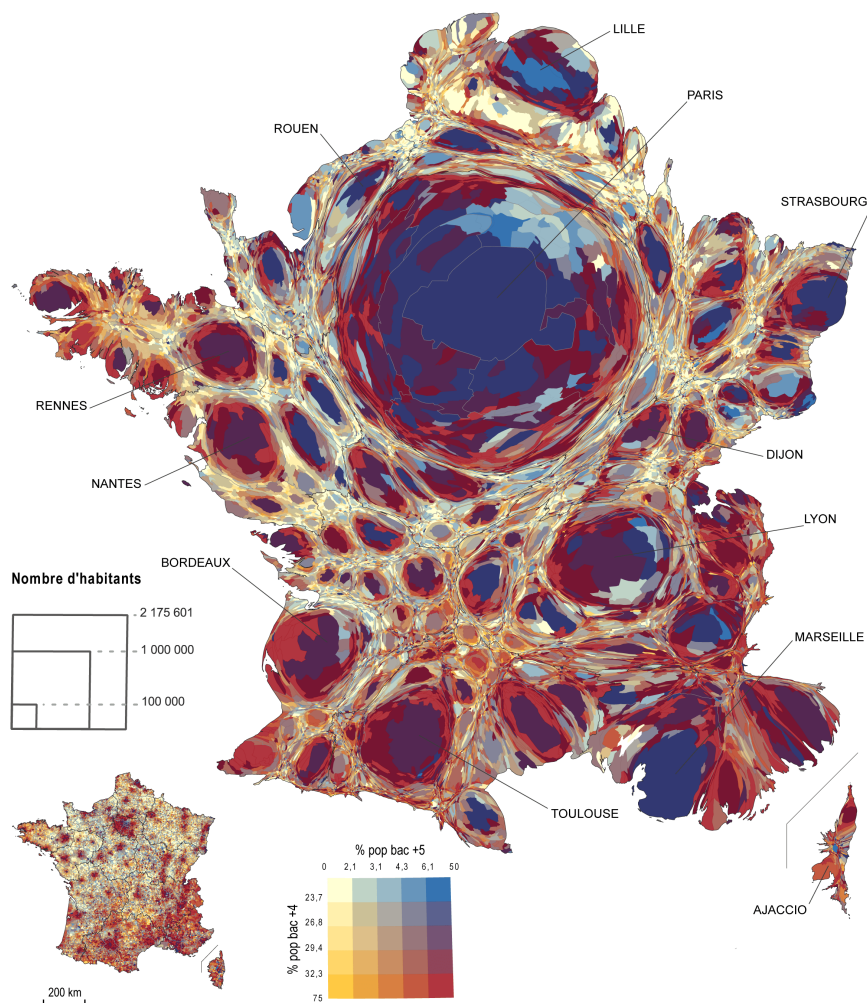 LILLE
PARIS
ROUEN
STRASBOURG
RENNES
NANTES
DIJON
LYON
BORDEAUX
MARSEILLE
TOULOUSE
AJACCIO
Nombre d'habitants
2 175 601
1 000 000
100 000
200 km
% pop bac +5
0 2,1 3,1 4,3 6,1 50
% pop bac +4
23,7
26,8
29,4
32,3
75